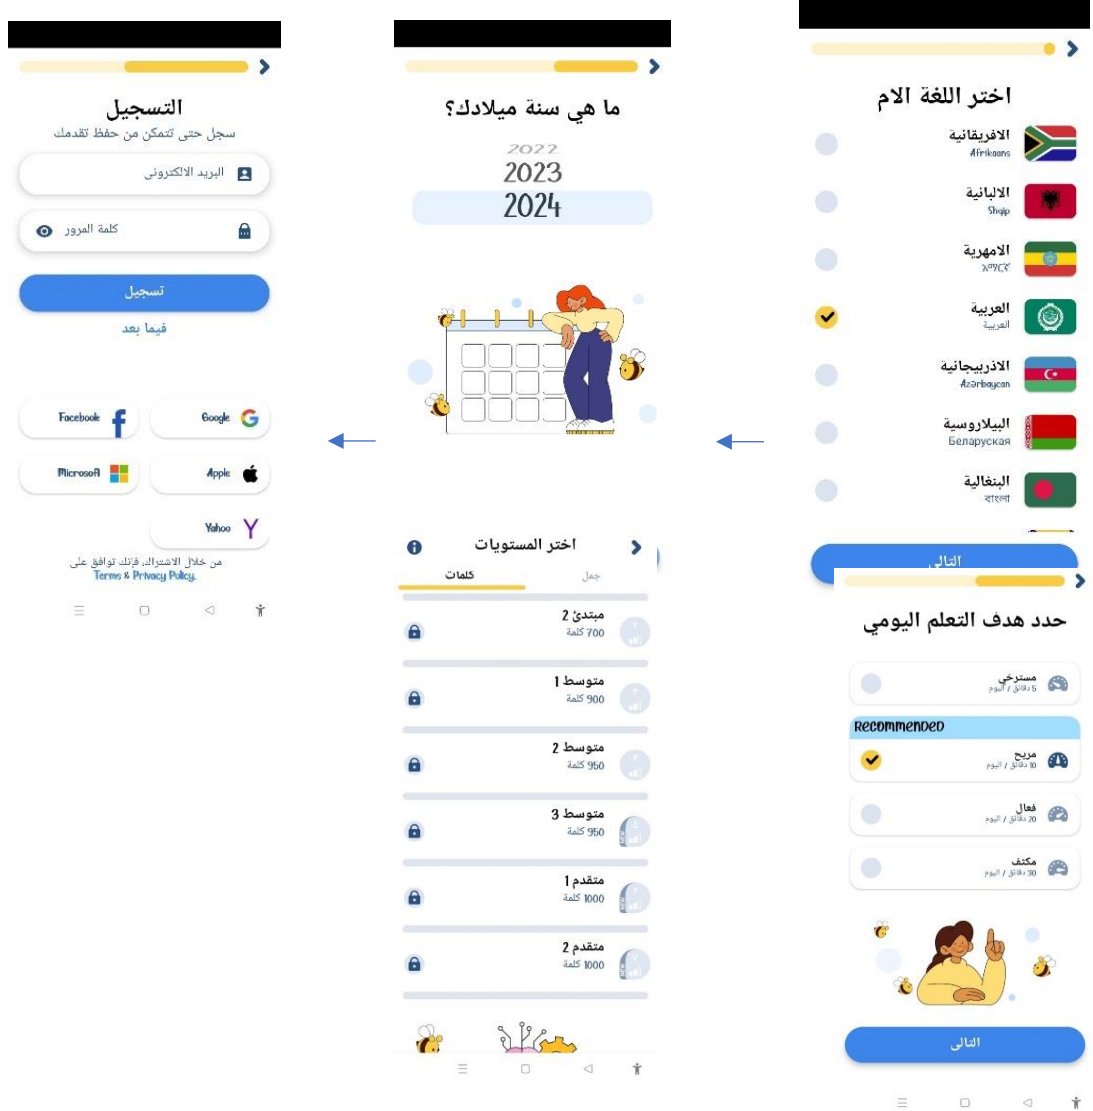 اختر اللغة الام
الافريقانية
Afrikaans
الالبانية
Shqip
الامهرية
አማርኛ
العربية
العربية
الاذربيجانية
Azərbaycan
البيلاروسية
Беларуская
البنغالية
বাংলা
التالى
ما هي سنة ميلادك؟
2022
2023
2024
التسجيل
سجل حتى تتمكن من حفظ تقدمك
البريد الالكترونى
كلمة المرور
تسجيل
فيما بعد
Google
Facebook
Apple
Microsoft
Yahoo
من خلال الاشتراك، فإنك توافق على
Terms & Privacy Policy.
حدد هدف التعلم اليومي
مسترخي
5 دقائق / اليوم
Recommended
مريح
10 دقائق / اليوم
فعال
20 دقائق / اليوم
مكثف
30 دقائق / اليوم
التالى
اختر المستويات
جمل
كلمات
مبتدئ 2
700 كلمة
متوسط 1
900 كلمة
متوسط 2
950 كلمة
متوسط 3
950 كلمة
متقدم 1
1000 كلمة
متقدم 2
1000 كلمة